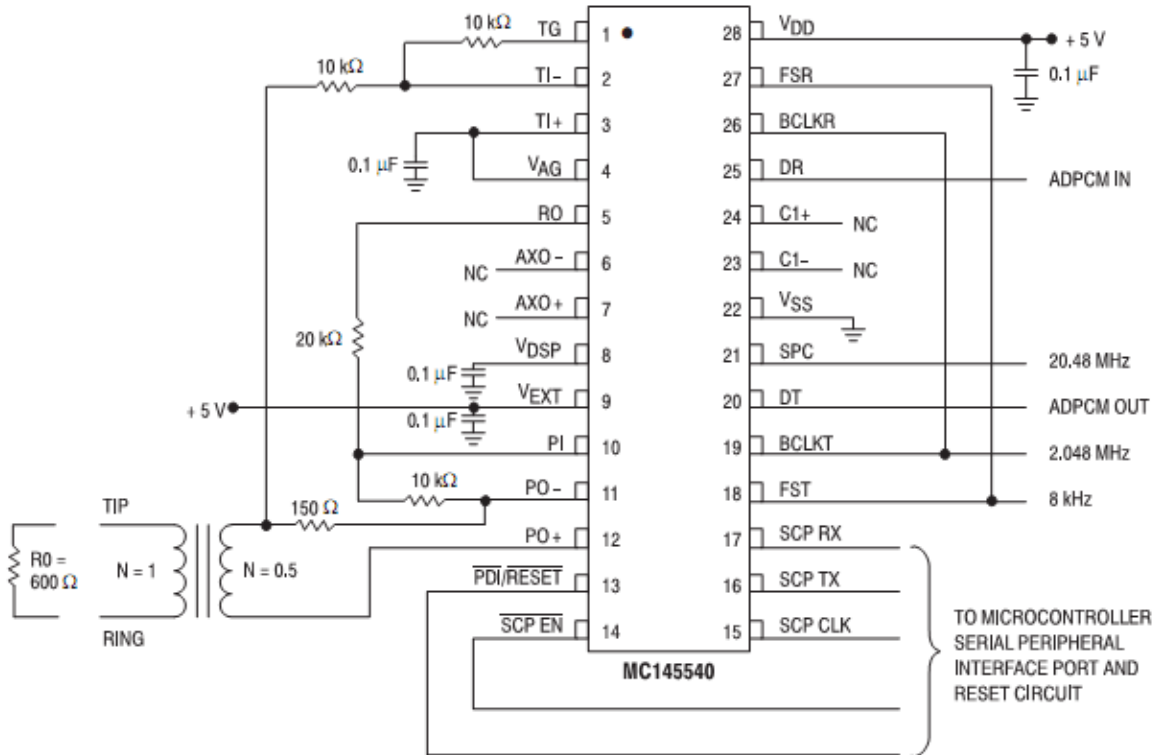 10 kΩ
TG
1
28
VDD
+ 5 V
10 kΩ
TI–
2
27
FSR
0.1 µF
TI+
3
26
BCLKR
0.1 µF
VAG
4
25
DR
ADPCM IN
RO
5
24
C1+
NC
NC
AXO –
6
23
C1–
NC
NC
AXO+
7
22
VSS
20 kΩ
VDSP
8
21
SPC
20.48 MHz
0.1 µF
+ 5 V
VEXT
9
20
DT
ADPCM OUT
0.1 µF
PI
10
19
BCLKT
2.048 MHz
10 kΩ
PO–
11
18
FST
8 kHz
TIP
150 Ω
PO+
12
17
SCP RX
R0 =
600 Ω
N = 1
N = 0.5
PDI/RESET
13
16
SCP TX
RING
SCP EN
14
15
SCP CLK
MC145540
TO MICROCONTROLLER
SERIAL PERIPHERAL
INTERFACE PORT AND
RESET CIRCUIT